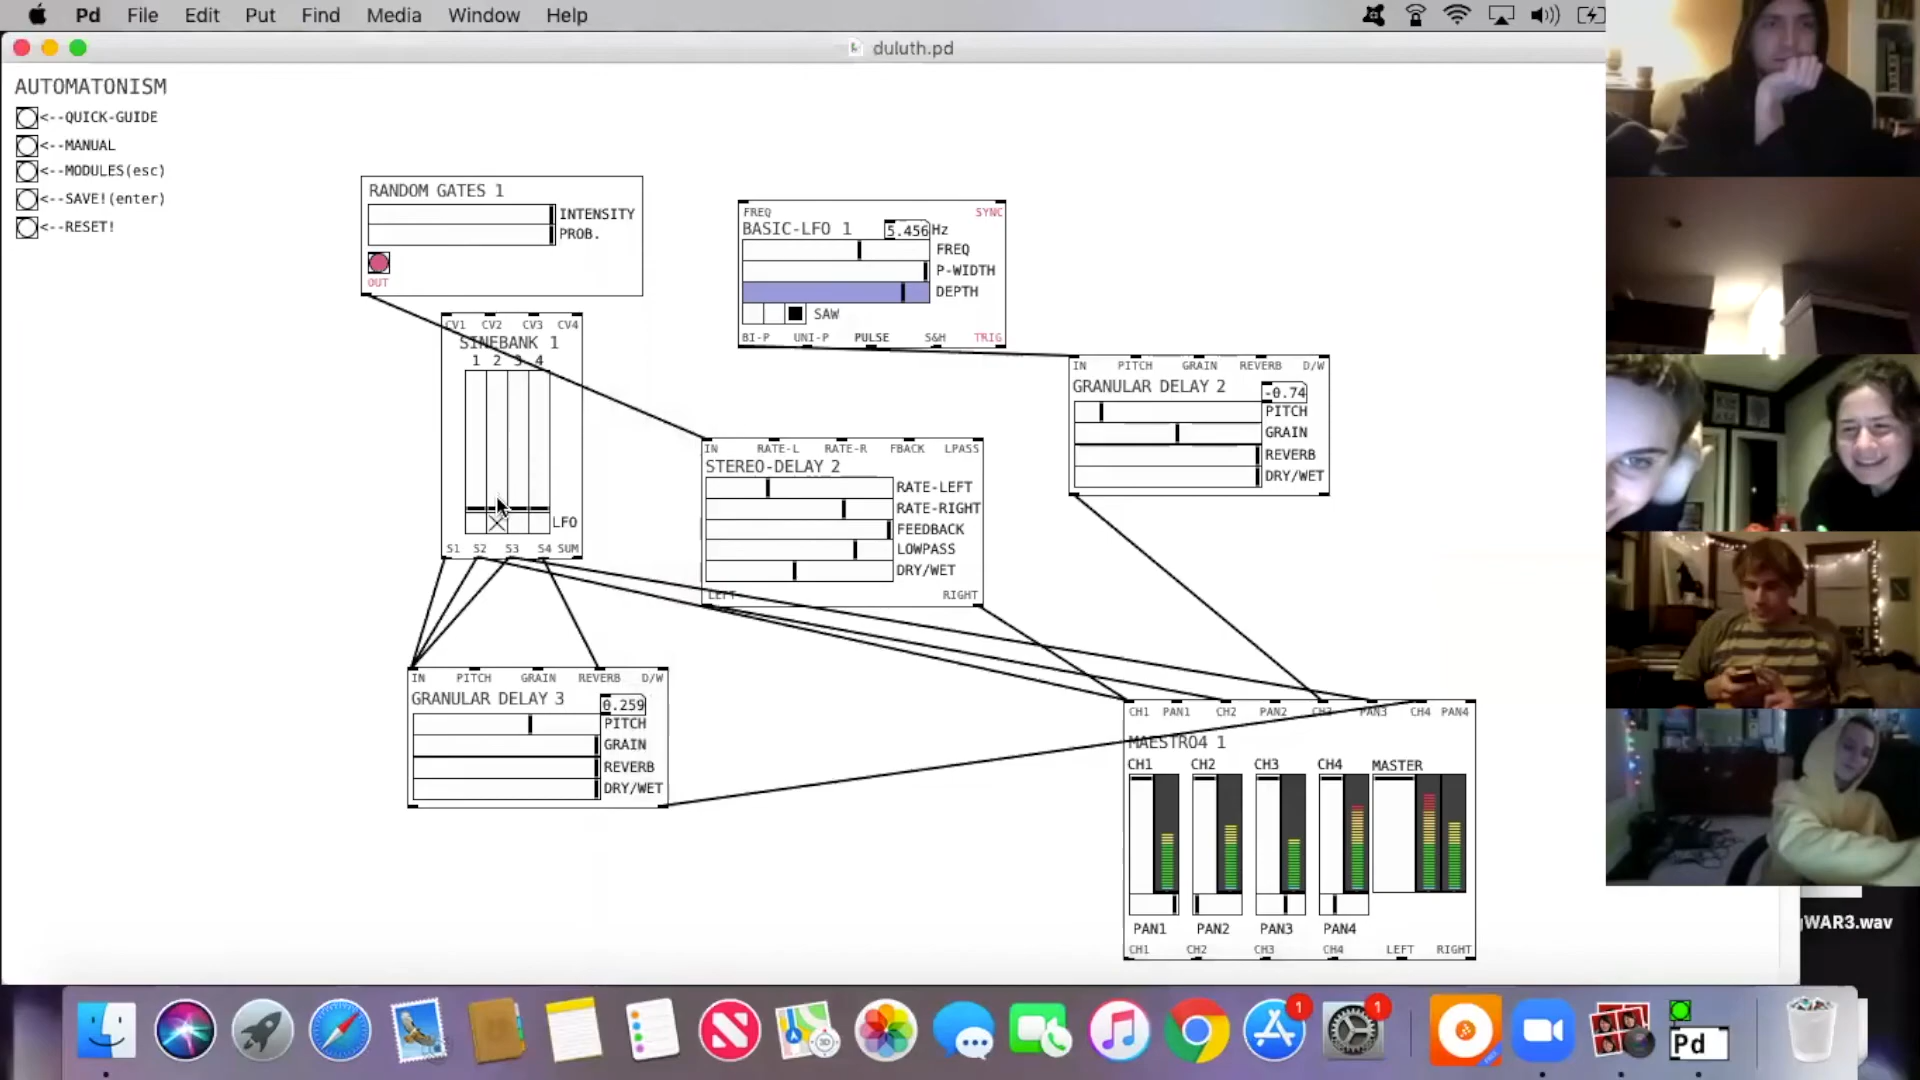 Pd File Edit Put Find Media Window Help
duluth.pd
AUTOMATONISM
<--QUICK-GUIDE
<--MANUAL
<--MODULES(esc)
<--SAVE!(enter)
<--RESET!
RANDOM GATES 1
INTENSITY
PROB.
OUT
FREQ SYNC
BASIC-LFO 1 5.456Hz
FREQ
P-WIDTH
DEPTH
SAW
BI-P UNI-P PULSE S&H TRIG
CV1 CV2 CV3 CV4
SINEBANK 1
1 2 3 4
LFO
S1 S2 S3 S4 SUM
IN PITCH GRAIN REVERB D/W
GRANULAR DELAY 2 -0.74
PITCH
GRAIN
REVERB
DRY/WET
IN RATE-L RATE-R FBACK LPASS
STEREO-DELAY 2
RATE-LEFT
RATE-RIGHT
FEEDBACK
LOWPASS
DRY/WET
LEFT RIGHT
IN PITCH GRAIN REVERB D/W
GRANULAR DELAY 3 0.259
PITCH
GRAIN
REVERB
DRY/WET
CH1 PAN1 CH2 PAN2 CH3 PAN3 CH4 PAN4
MAESTRO4 1
CH1 CH2 CH3 CH4 MASTER
PAN1 PAN2 PAN3 PAN4
CH1 CH2 CH3 CH4 LEFT RIGHT
gWAR3.wav
3D
1
1
FREE
Pd